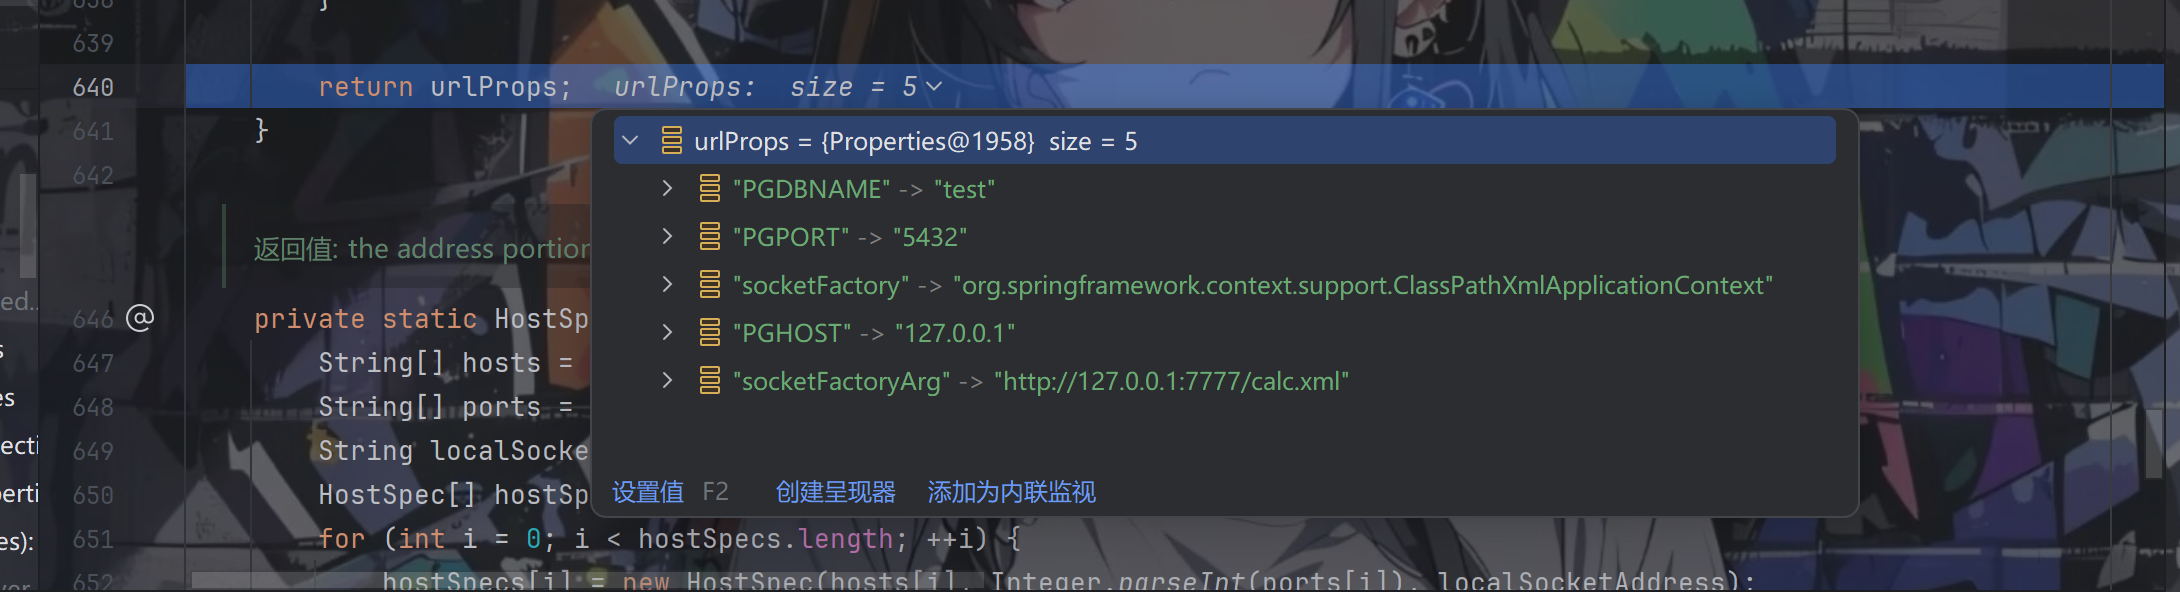 638 }
639
640 return urlProps; urlProps: size = 5
641 }
urlProps = {Properties@1958} size = 5
642
"PGDBNAME" -> "test"
"PGPORT" -> "5432"
返回值: the address portion
"socketFactory" -> "org.springframework.context.support.ClassPathXmlApplicationContext"
ed...
646 @ private static HostSp
"PGHOST" -> "127.0.0.1"
s
647 String[] hosts =
"socketFactoryArg" -> "http://127.0.0.1:7777/calc.xml"
es
648 String[] ports =
ecti
649 String localSocke
650 HostSpec[] hostSp
erti
设置值 F2 创建呈现器 添加为内联监视
651 for (int i = 0; i < hostSpecs.length; ++i) {
es):
652 hostSpecs[i] = new HostSpec(hosts[i], Integer.parseInt(ports[i]), localSocketAddress);